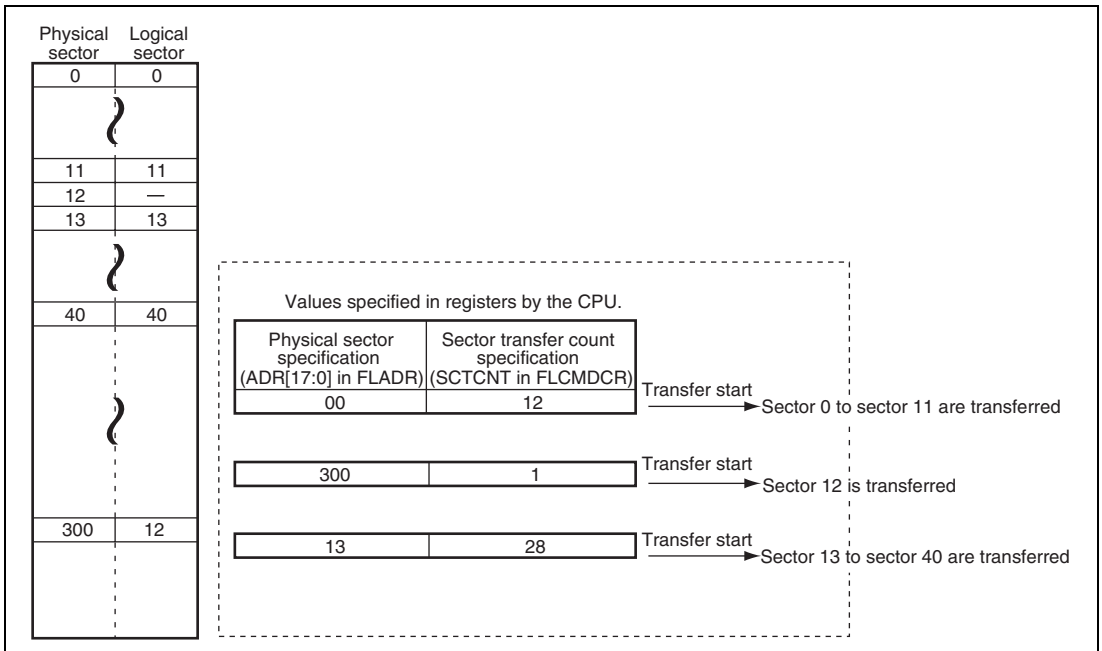 Physical sector Logical sector
0 0
11 11
12 —
13 13
40 40
300 12
Values specified in registers by the CPU.
Physical sector specification (ADR[17:0] in FLADR) Sector transfer count specification (SCTCNT in FLCMDCR)
00 12
Transfer start
Sector 0 to sector 11 are transferred
300 1
Transfer start
Sector 12 is transferred
13 28
Transfer start
Sector 13 to sector 40 are transferred